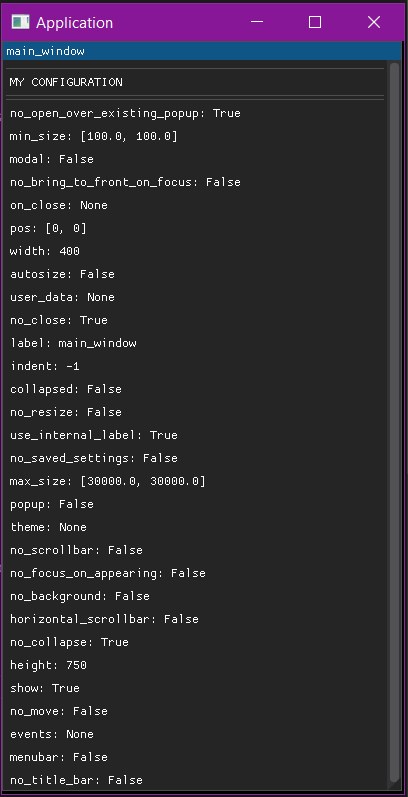 Application
main_window
MY CONFIGURATION
no_open_over_existing_popup: True
min_size: [100.0, 100.0]
modal: False
no_bring_to_front_on_focus: False
on_close: None
pos: [0, 0]
width: 400
autosize: False
user_data: None
no_close: True
label: main_window
indent: -1
collapsed: False
no_resize: False
use_internal_label: True
no_saved_settings: False
max_size: [30000.0, 30000.0]
popup: False
theme: None
no_scrollbar: False
no_focus_on_appearing: False
no_background: False
horizontal_scrollbar: False
no_collapse: True
height: 750
show: True
no_move: False
events: None
menubar: False
no_title_bar: False